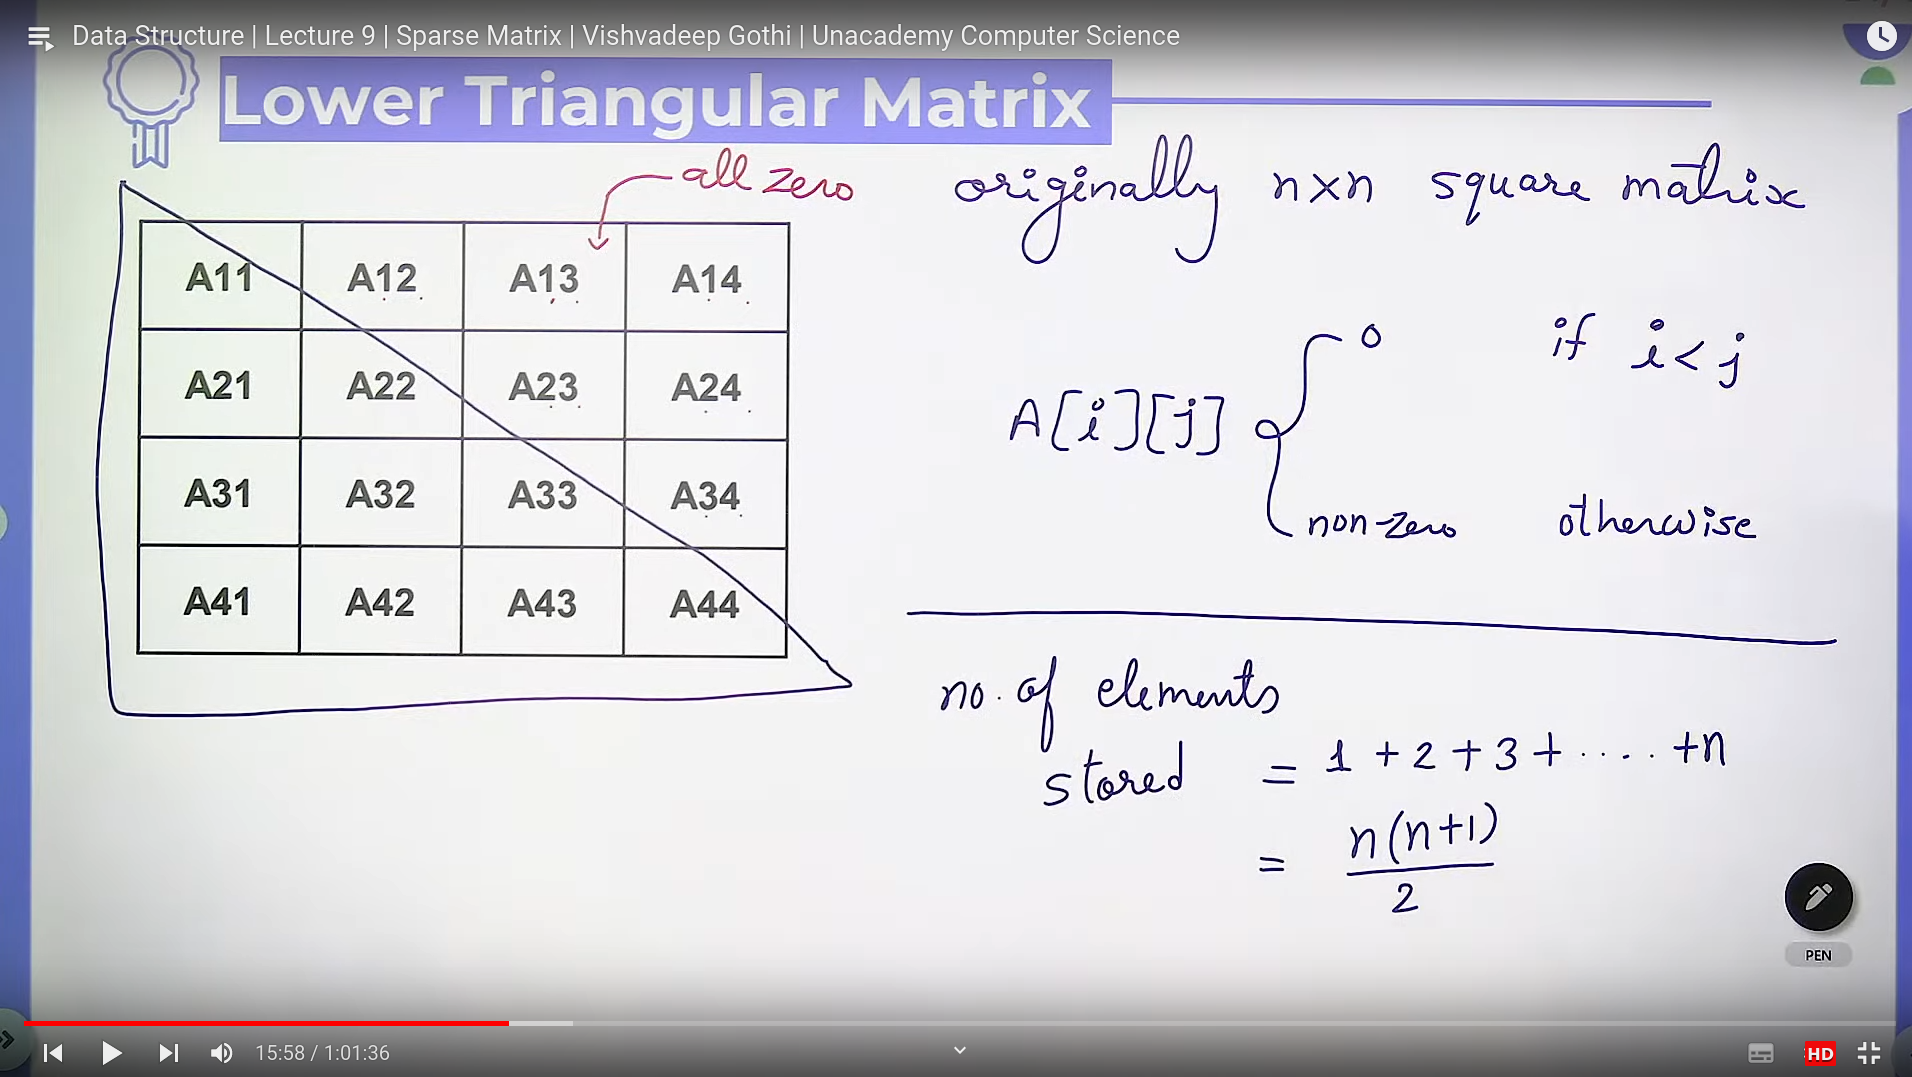 Data Structure | Lecture 9 | Sparse Matrix | Vishvadeep Gothi | Unacademy Computer Science
Lower Triangular Matrix
all zero
A11 A12 A13 A14
A21 A22 A23 A24
A31 A32 A33 A34
A41 A42 A43 A44
originally n×n square matrix
0 if i < j
A[i][j]
non-zero otherwise
no. of elements
stored = 1 + 2 + 3 + ..... + n
= n(n+1)
2
PEN
15:58 / 1:01:36
HD